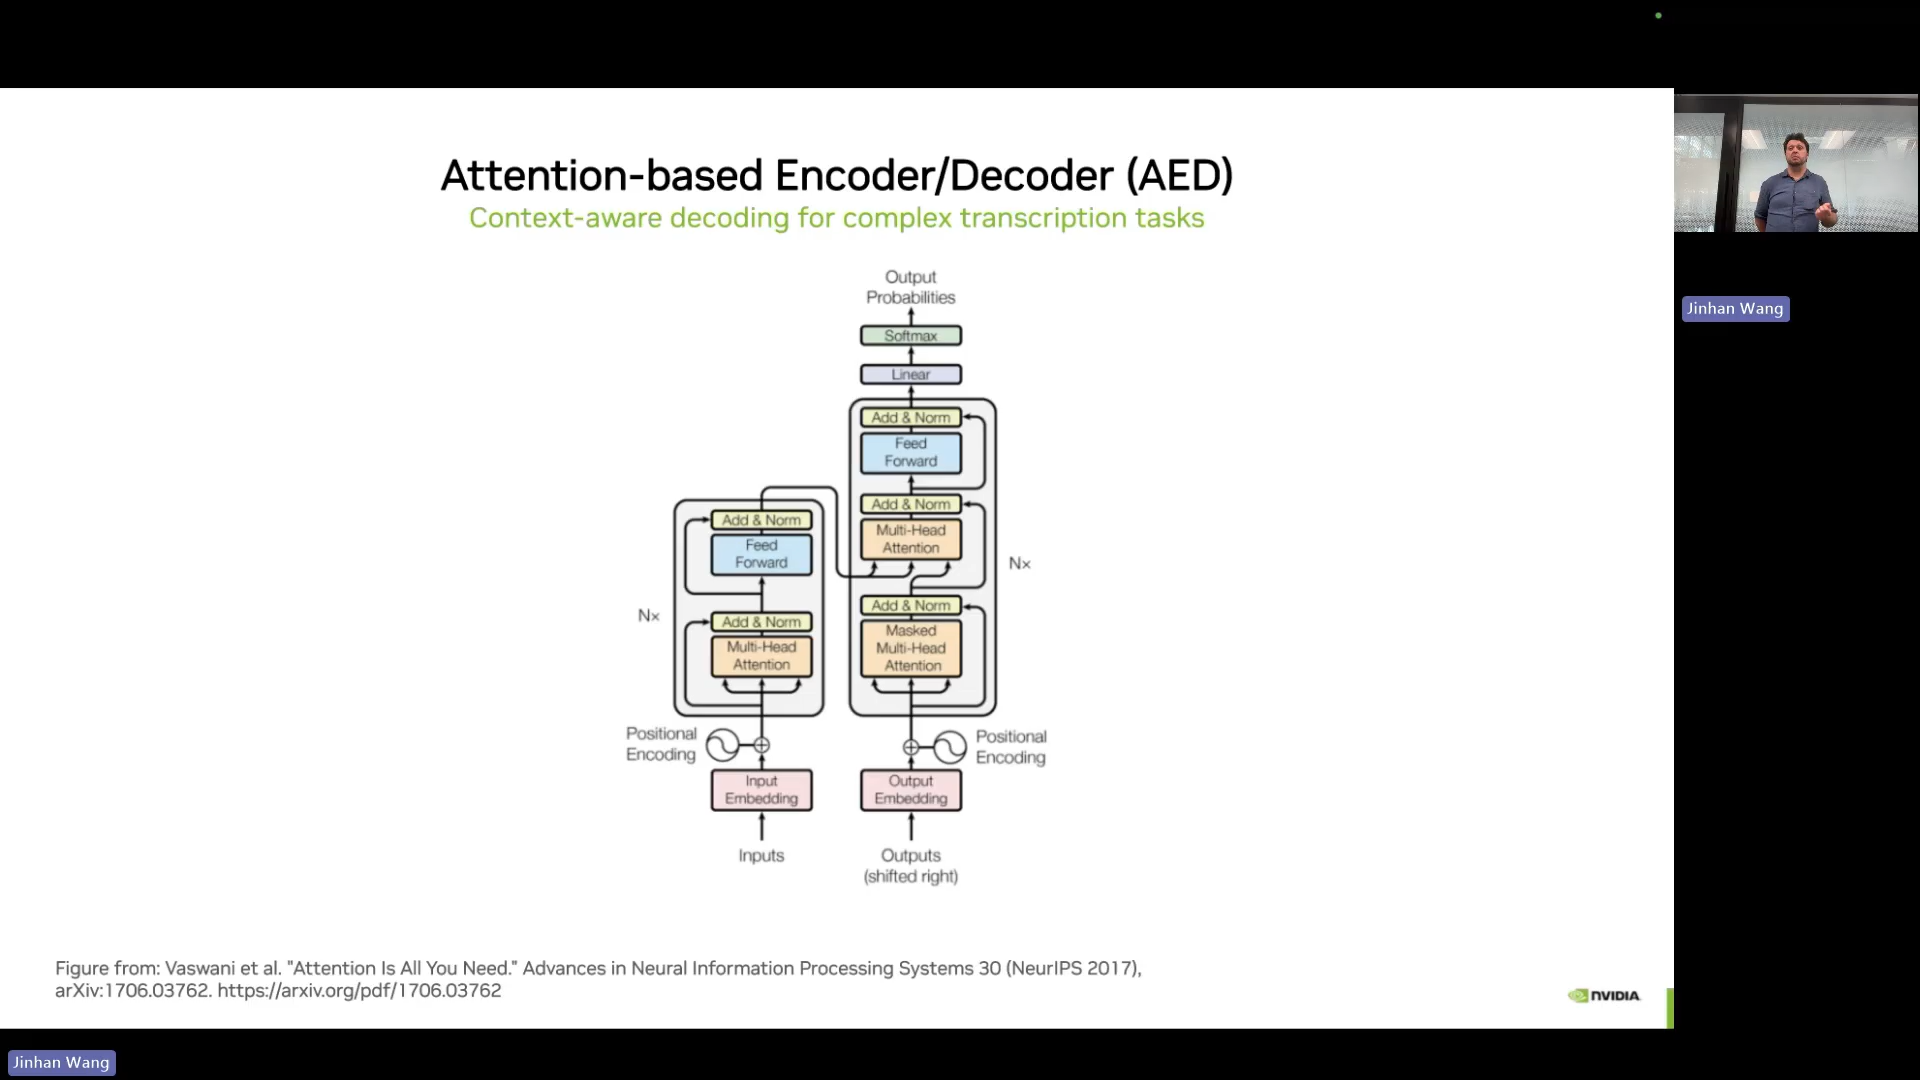 Attention-based Encoder/Decoder (AED)
Context-aware decoding for complex transcription tasks
Output
Probabilities
Softmax
Linear
Add & Norm
Feed
Forward
Add & Norm
Multi-Head
Attention
Nx
Add & Norm
Masked
Multi-Head
Attention
Add & Norm
Feed
Forward
Nx
Add & Norm
Multi-Head
Attention
Positional
Encoding
Positional
Encoding
Input
Embedding
Output
Embedding
Inputs
Outputs
(shifted right)
Figure from: Vaswani et al. "Attention Is All You Need." Advances in Neural Information Processing Systems 30 (NeurIPS 2017),
arXiv:1706.03762. https://arxiv.org/pdf/1706.03762
NVIDIA
Jinhan Wang
Jinhan Wang